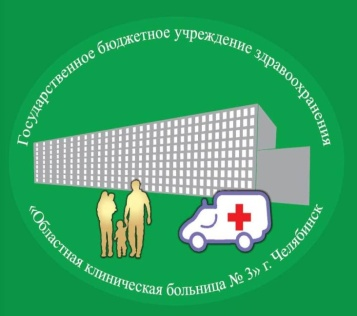 Государственное бюджетное учреждение здравоохранения
«Областная клиническая больница № 3» г. Челябинск